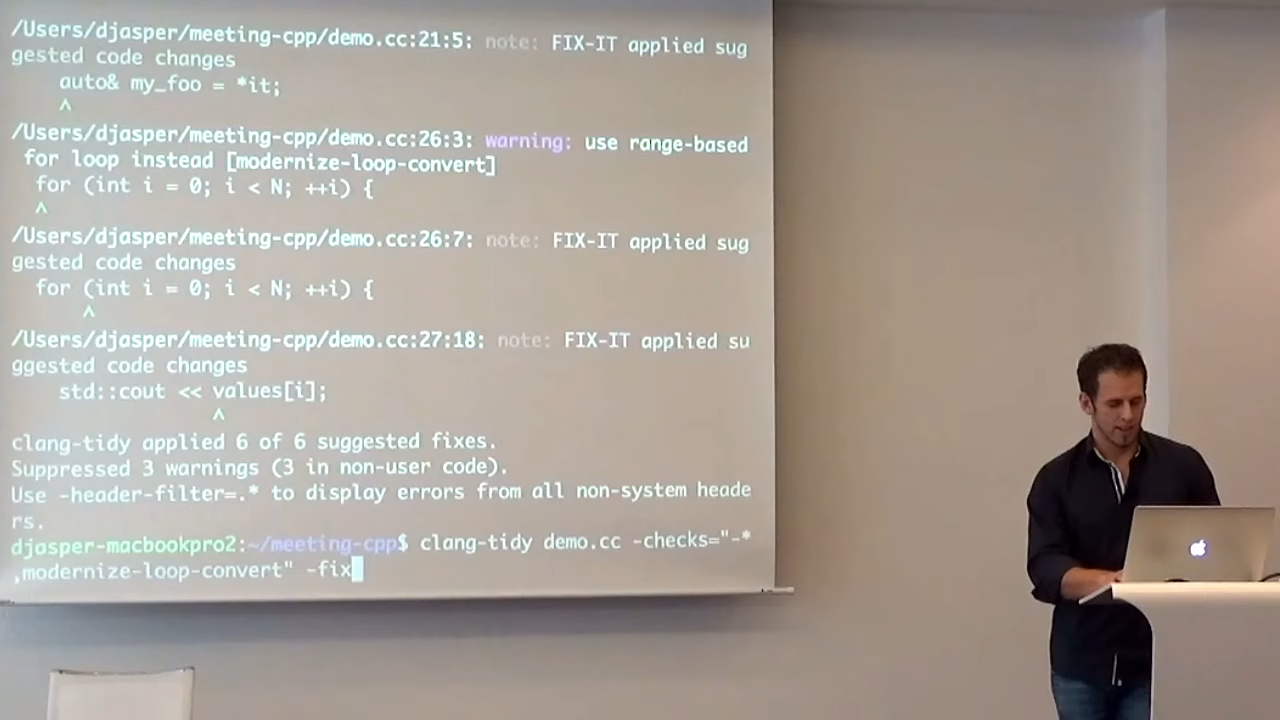 /Users/djasper/meeting-cpp/demo.cc:21:5: note: FIX-IT applied sug
gested code changes
    auto& my_foo = *it;
    ^
/Users/djasper/meeting-cpp/demo.cc:26:3: warning: use range-based
 for loop instead [modernize-loop-convert]
  for (int i = 0; i < N; ++i) {
  ^
/Users/djasper/meeting-cpp/demo.cc:26:7: note: FIX-IT applied sug
gested code changes
  for (int i = 0; i < N; ++i) {
      ^
/Users/djasper/meeting-cpp/demo.cc:27:18: note: FIX-IT applied su
ggested code changes
    std::cout << values[i];
                 ^
clang-tidy applied 6 of 6 suggested fixes.
Suppressed 3 warnings (3 in non-user code).
Use -header-filter=.* to display errors from all non-system heade
rs.
djasper-macbookpro2:~/meeting-cpp$ clang-tidy demo.cc -checks="-*
,modernize-loop-convert" -fix